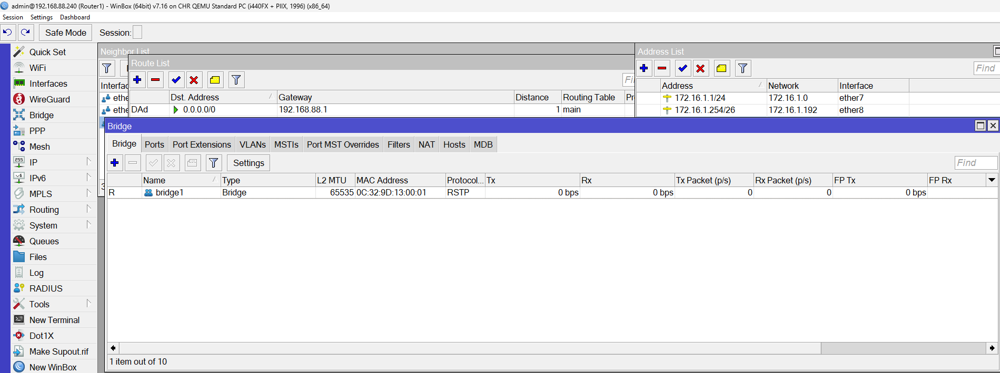 admin@192.168.88.240 (Router1) - WinBox (64bit) v7.16 on CHR QEMU Standard PC (i440FX + PIIX, 1996) (x86_64)
Session Settings Dashboard
Safe Mode Session:
Quick Set
WiFi
Interfaces
WireGuard
Bridge
PPP
Mesh
IP
IPv6
MPLS
Routing
System
Queues
Files
Log
RADIUS
Tools
New Terminal
Dot1X
Make Supout.rif
New WinBox
Neighbor List
Route List
Dst. Address Gateway Distance Routing Table
DAd 0.0.0.0/0 192.168.88.1 1 main
Address List
Find
Address Network Interface
172.16.1.1/24 172.16.1.0 ether7
172.16.1.254/26 172.16.1.192 ether8
Bridge
Bridge Ports Port Extensions VLANs MSTIs Port MST Overrides Filters NAT Hosts MDB
Settings Find
Name Type L2 MTU MAC Address Protocol... Tx Rx Tx Packet (p/s) Rx Packet (p/s) FP Tx FP Rx
R bridge1 Bridge 65535 0C:32:9D:13:00:01 RSTP 0 bps 0 bps 0 0 0 bps
1 item out of 10